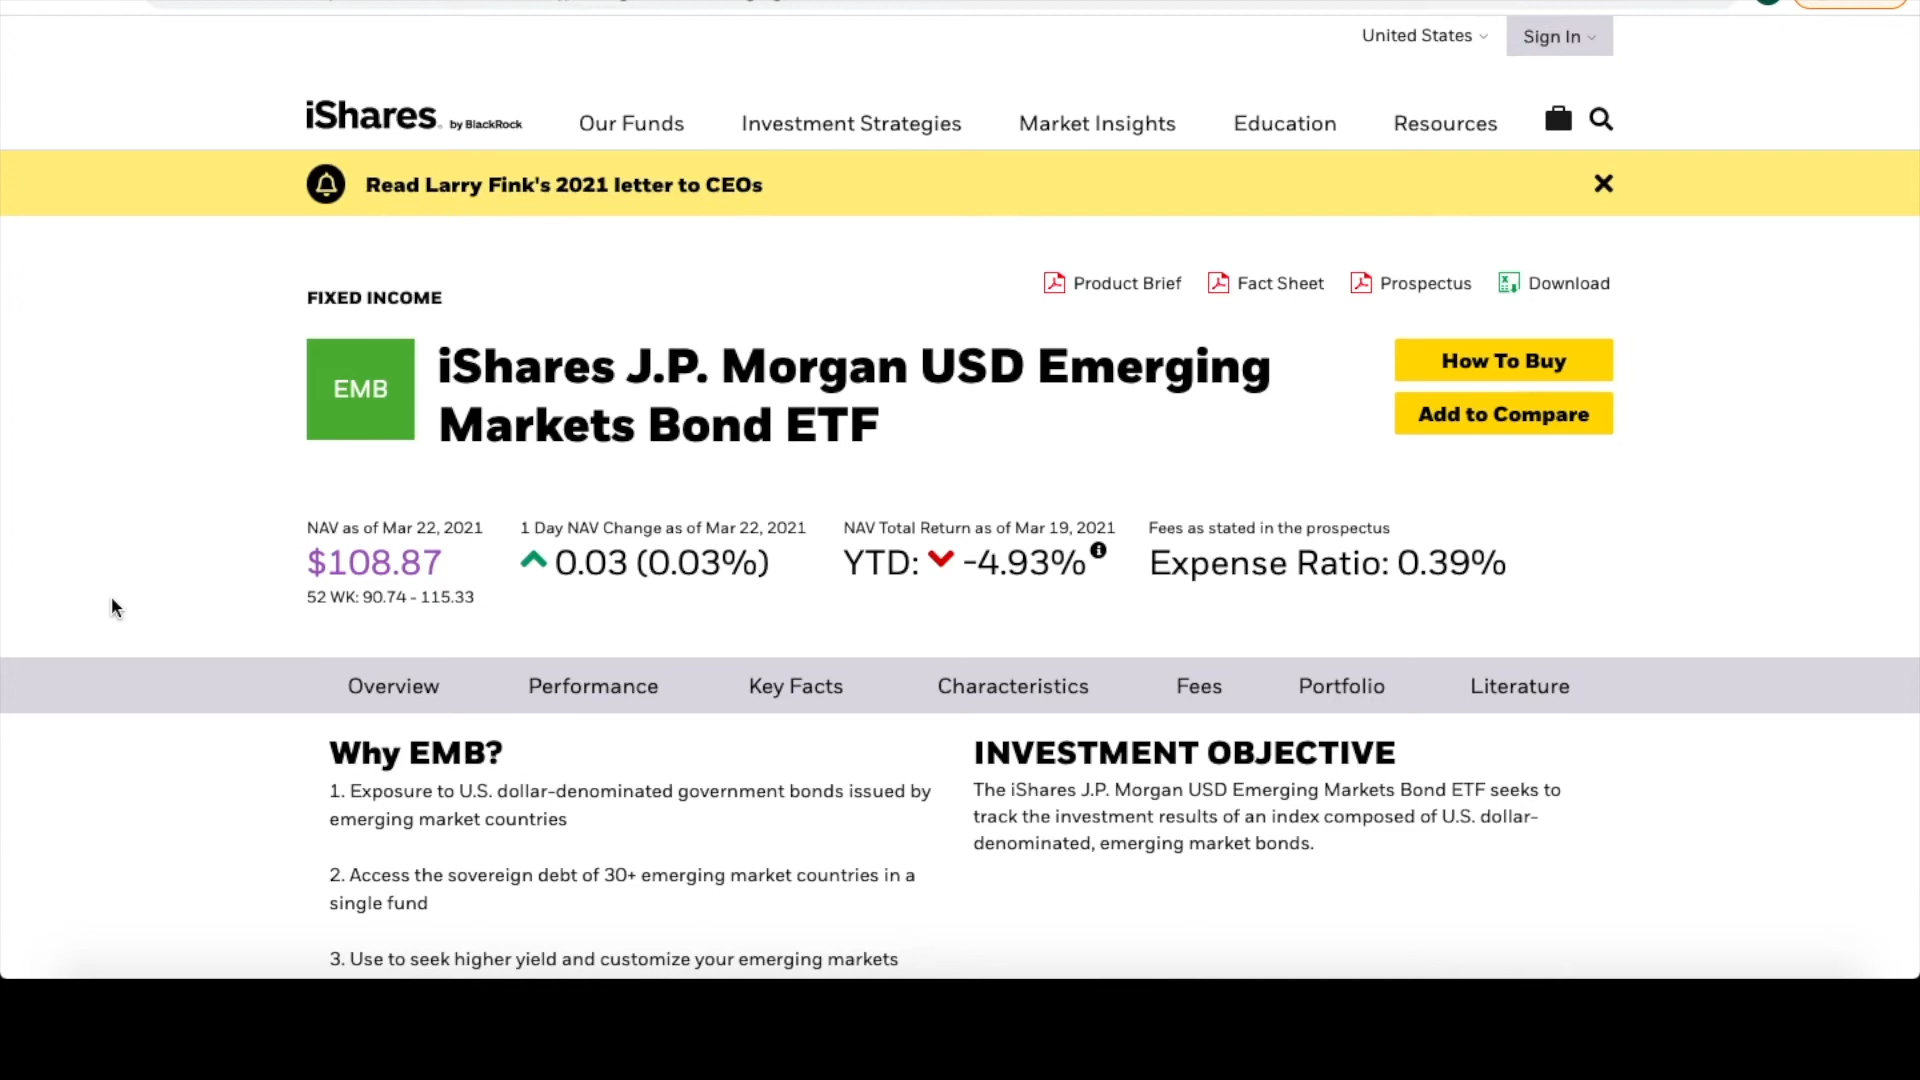 United States
Sign In
iShares by BlackRock
Our Funds
Investment Strategies
Market Insights
Education
Resources
Read Larry Fink's 2021 letter to CEOs
Product Brief
Fact Sheet
Prospectus
Download
FIXED INCOME
EMB
iShares J.P. Morgan USD Emerging
Markets Bond ETF
How To Buy
Add to Compare
NAV as of Mar 22, 2021
$108.87
52 WK: 90.74 - 115.33
1 Day NAV Change as of Mar 22, 2021
0.03 (0.03%)
NAV Total Return as of Mar 19, 2021
YTD: -4.93%
Fees as stated in the prospectus
Expense Ratio: 0.39%
Overview
Performance
Key Facts
Characteristics
Fees
Portfolio
Literature
Why EMB?
1. Exposure to U.S. dollar-denominated government bonds issued by
emerging market countries
2. Access the sovereign debt of 30+ emerging market countries in a
single fund
3. Use to seek higher yield and customize your emerging markets
INVESTMENT OBJECTIVE
The iShares J.P. Morgan USD Emerging Markets Bond ETF seeks to
track the investment results of an index composed of U.S. dollar-
denominated, emerging market bonds.